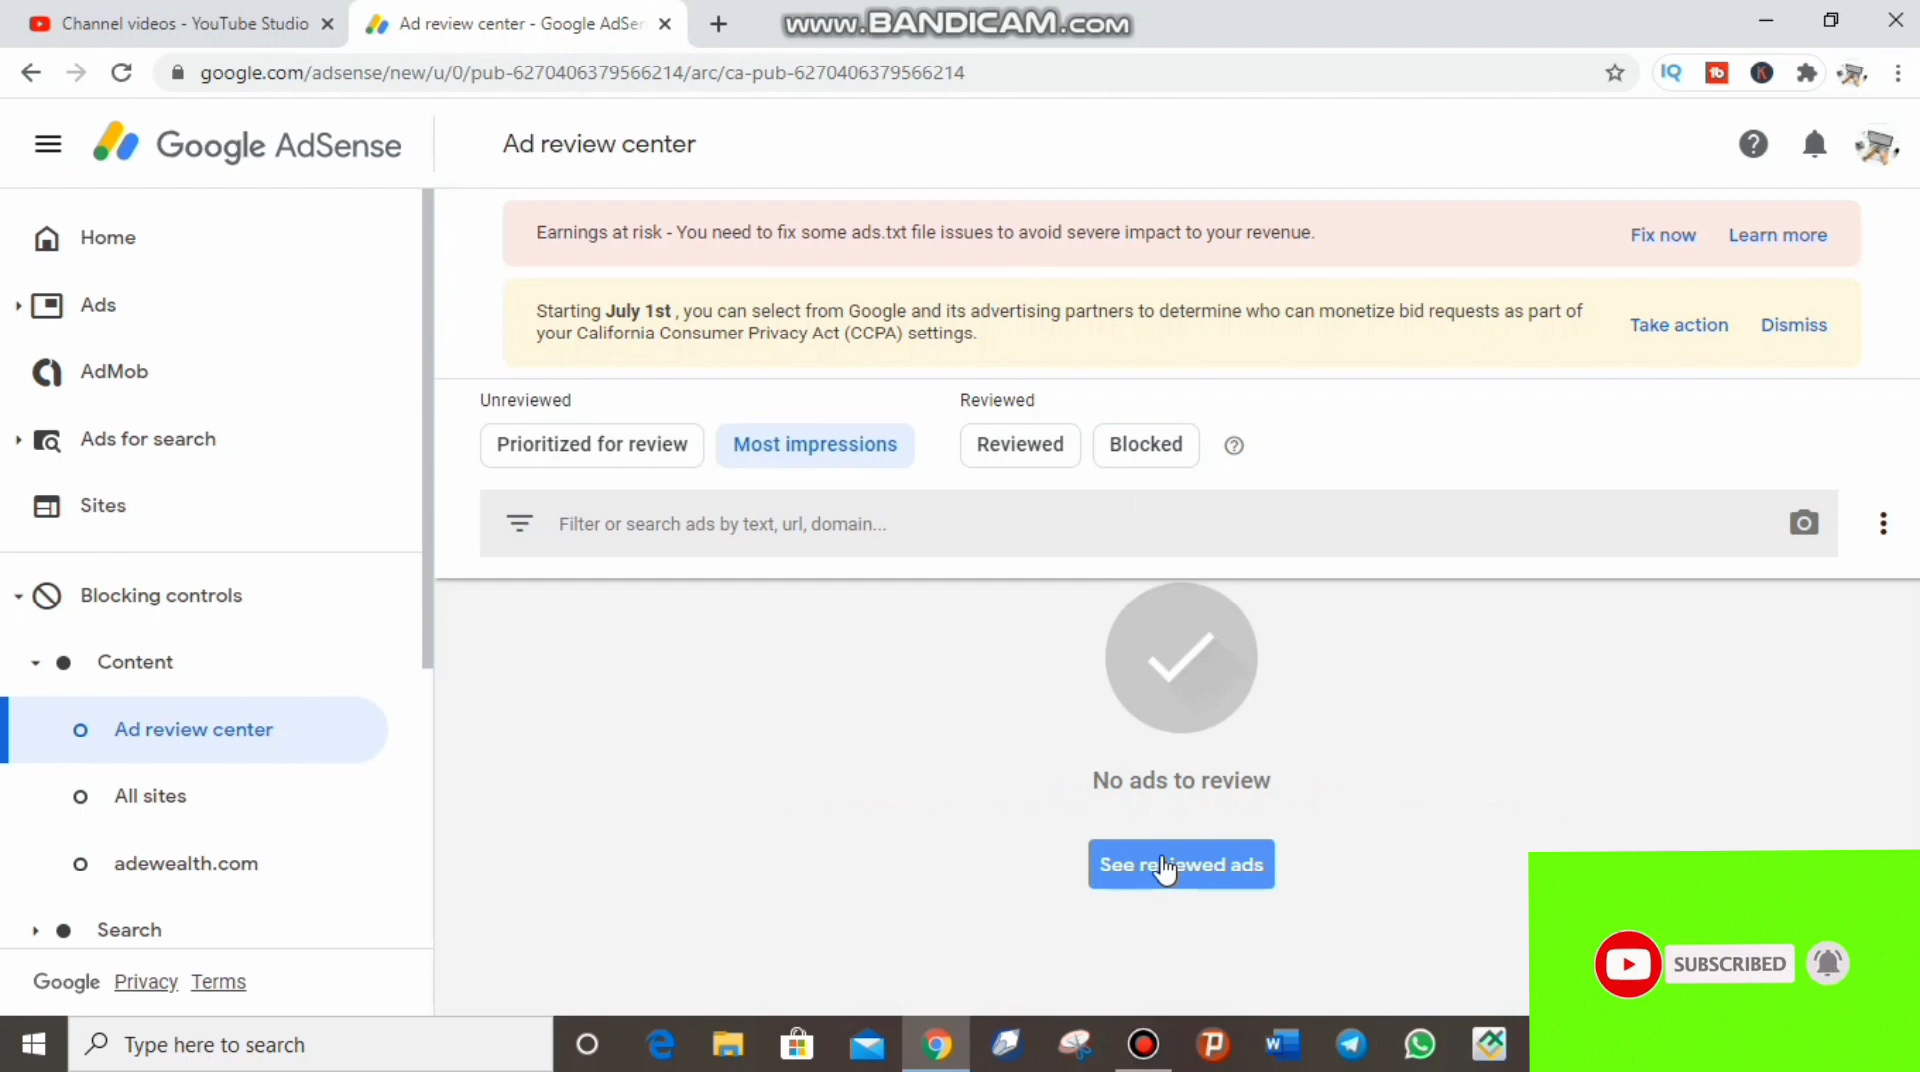 Channel videos - YouTube Studio
Ad review center - Google AdSen
www.BANDICAM.com
google.com/adsense/new/u/0/pub-6270406379566214/arc/ca-pub-6270406379566214
IQ
tb
K
Google AdSense
Ad review center
Home
Ads
AdMob
Ads for search
Sites
Blocking controls
Content
Ad review center
All sites
adewealth.com
Search
Google Privacy Terms
Earnings at risk - You need to fix some ads.txt file issues to avoid severe impact to your revenue.
Fix now Learn more
Starting July 1st , you can select from Google and its advertising partners to determine who can monetize bid requests as part of
your California Consumer Privacy Act (CCPA) settings.
Take action Dismiss
Unreviewed
Reviewed
Prioritized for review Most impressions Reviewed Blocked
Filter or search ads by text, url, domain...
No ads to review
See reviewed ads
SUBSCRIBED
Type here to search